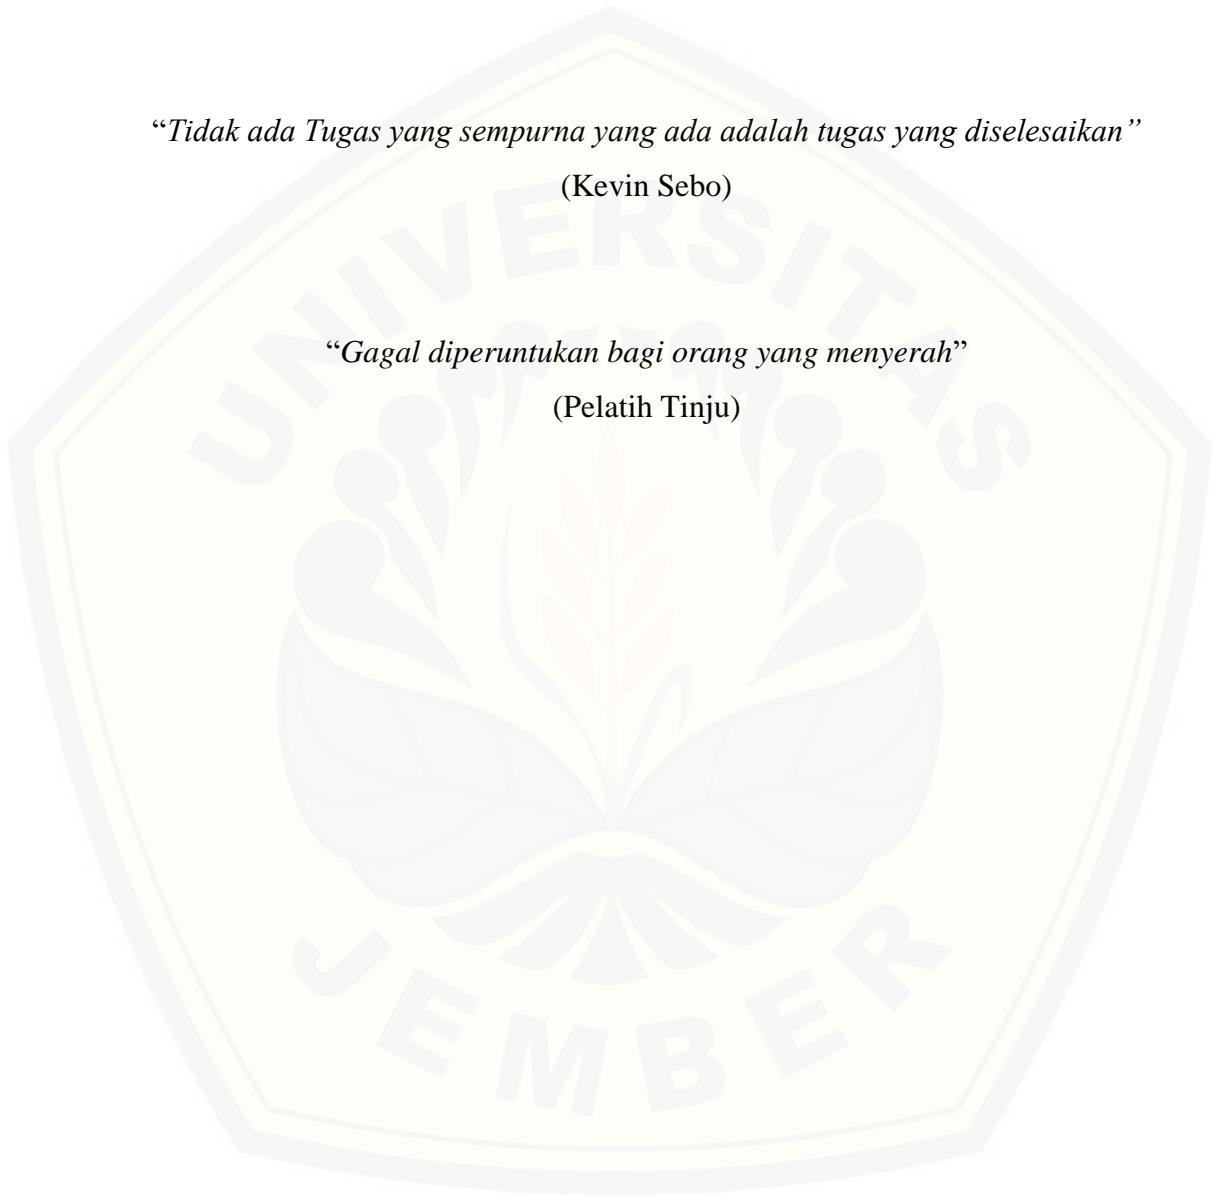 “Tidak ada Tugas yang sempurna yang ada adalah tugas yang diselesaikan”
(Kevin Sebo)
“Gagal diperuntukan bagi orang yang menyerah”
(Pelatih Tinju)
UNIVERSITAS
JEMBER